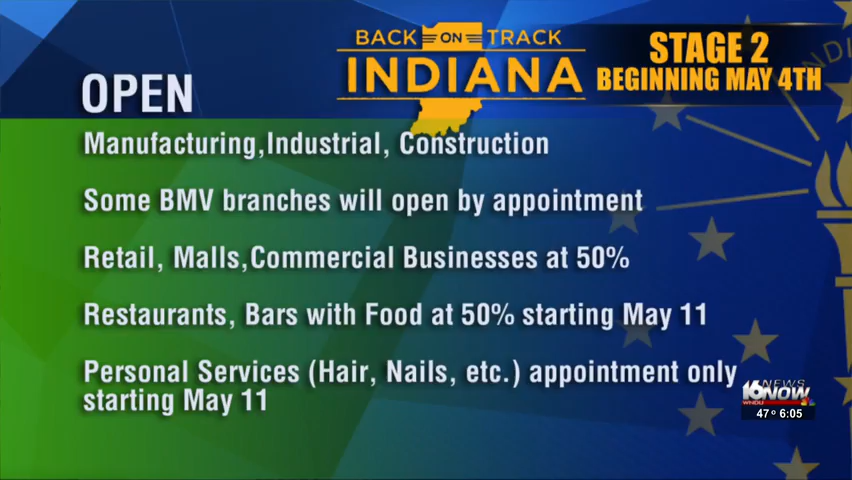 BACK ON TRACK
INDIANA
STAGE 2
BEGINNING MAY 4TH
OPEN
Manufacturing,Industrial, Construction
Some BMV branches will open by appointment
Retail, Malls,Commercial Businesses at 50%
Restaurants, Bars with Food at 50% starting May 11
Personal Services (Hair, Nails, etc.) appointment only
starting May 11
16 NEWS NOW
WNDU
47° 6:05